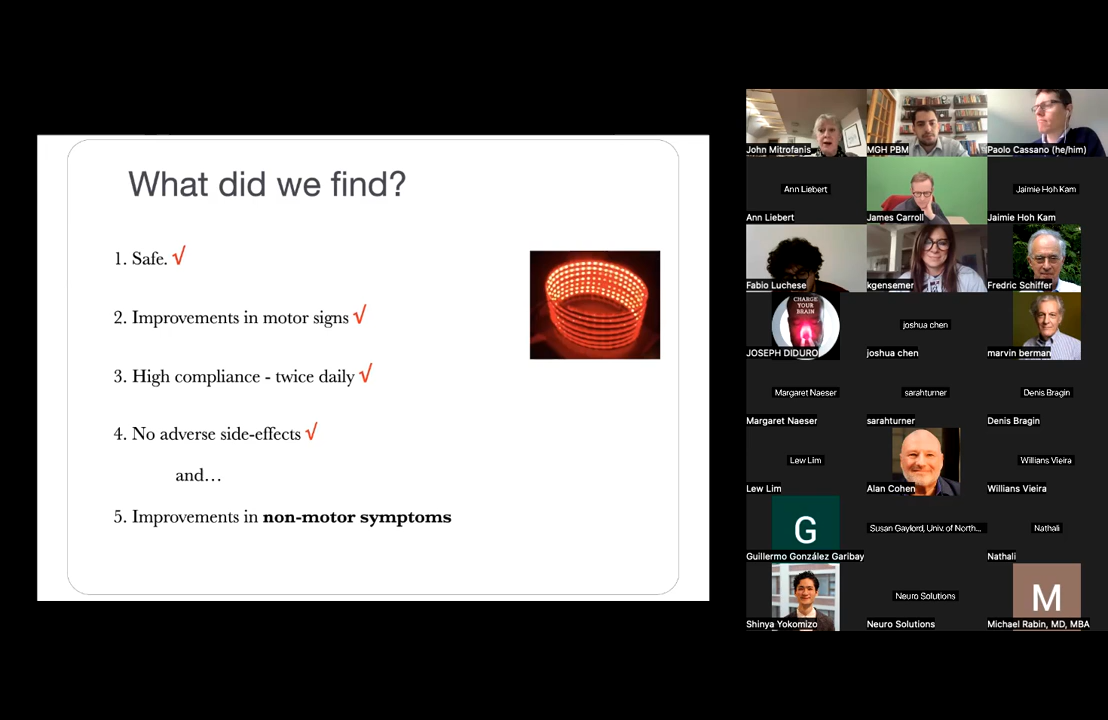 What did we find?
1. Safe. √
2. Improvements in motor signs √
3. High compliance - twice daily √
4. No adverse side-effects √
and…
5. Improvements in non-motor symptoms
John Mitrofanis
MGH PBM
Paolo Cassano (he/him)
Ann Liebert
Jaimie Hoh Kam
Ann Liebert
James Carroll
Jaimie Hoh Kam
Fabio Luchese
kgensemer
Fredric Schiffer
CHARGE
YOUR
BRAIN
joshua chen
JOSEPH DIDURO
joshua chen
marvin berman
Margaret Naeser
sarahturner
Denis Bragin
Margaret Naeser
sarahturner
Denis Bragin
Lew Lim
Willians Vieira
Lew Lim
Alan Cohen
Willians Vieira
G
Susan Gaylord, Univ. of North...
Nathali
Guillermo González Garibay
Nathali
Neuro Solutions
M
Shinya Yokomizo
Neuro Solutions
Michael Rabin, MD, MBA